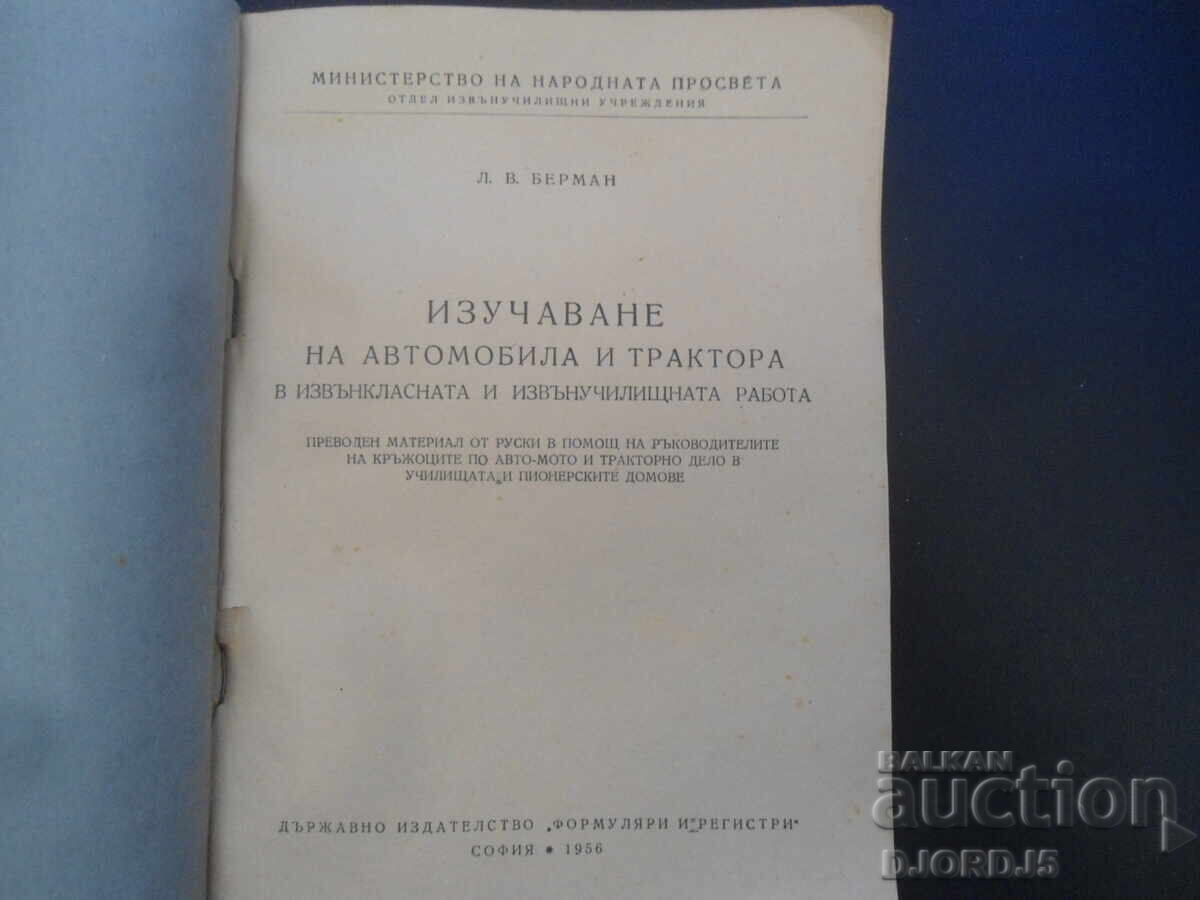 МИНИСТЕРСТВО НА НАРОДНАТА ПРОСВЕТА
ОТДЕЛ ИЗВЪНУЧИЛИЩНИ УЧРЕЖДЕНИЯ
Л. В. БЕРМАН
ИЗУЧАВАНЕ
НА АВТОМОБИЛА И ТРАКТОРА
В ИЗВЪНКЛАСНАТА И ИЗВЪНУЧИЛИЩНАТА РАБОТА
ПРЕВОДЕН МАТЕРИАЛ ОТ РУСКИ В ПОМОЩ НА РЪКОВОДИТЕЛИТЕ
НА КРЪЖОЦИТЕ ПО АВТО-МОТО И ТРАКТОРНО ДЕЛО В
УЧИЛИЩАТА И ПИОНЕРСКИТЕ ДОМОВЕ
ДЪРЖАВНО ИЗДАТЕЛСТВО „ФОРМУЛЯРИ И РЕГИСТРИ"
СОФИЯ * 1956
BALKAN
auction
DJORDJ5